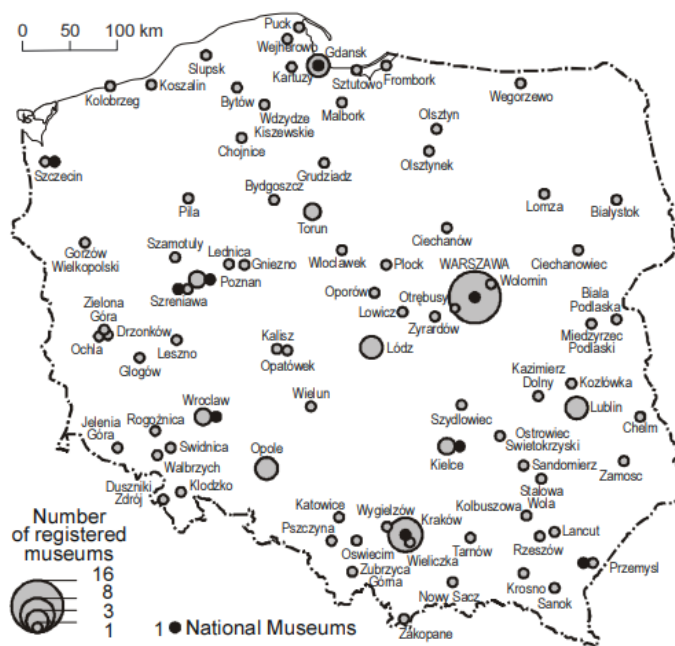 Puck
0 50 100 km
Wejherowo
Gdansk
Slupsk
Kartuzy
Sztutowo
Frombork
Kolobrzeg
Koszalin
Bytów
Wegorzewo
Wdzydze
Kiszewskie
Malbork
Olsztyn
Chojnice
Olsztynek
Szczecin
Grudziadz
Bydgoszcz
Pila
Torun
Lomza
Bialystok
Ciechanów
Gorzów
Wielkopolski
Szamotuly
Lednica
Gniezno
Wloclawek
Plock
WARSZAWA
Ciechanowiec
Poznan
Wolomin
Szreniawa
Oporów
Otrębusy
Biala
Podlaska
Zielona
Góra
Lowicz
Zyrardów
Miedzyrzec
Podlaski
Drzonków
Ochla
Leszno
Kalisz
Lódz
Glogów
Opatówek
Kazimierz
Dolny
Kozlówka
Wroclaw
Wielun
Szydlowiec
Lublin
Jelenia
Góra
Rogoźnica
Chelm
Ostrowiec
Swietokrzyski
Swidnica
Opole
Kielce
Walbrzych
Sandomierz
Zamosc
Duszniki
Zdrój
Klodzko
Stalowa
Wola
Katowice
Wygielzów
Kolbuszowa
Number
of registered
museums
Kraków
Lancut
Pszczyna
Oswiecim
Wieliczka
Tarnów
Rzeszów
Zubrzyca
Górna
Przemysl
16
8
3
1
Nowy Sacz
Krosno
Sanok
1 National Museums
Zakopane